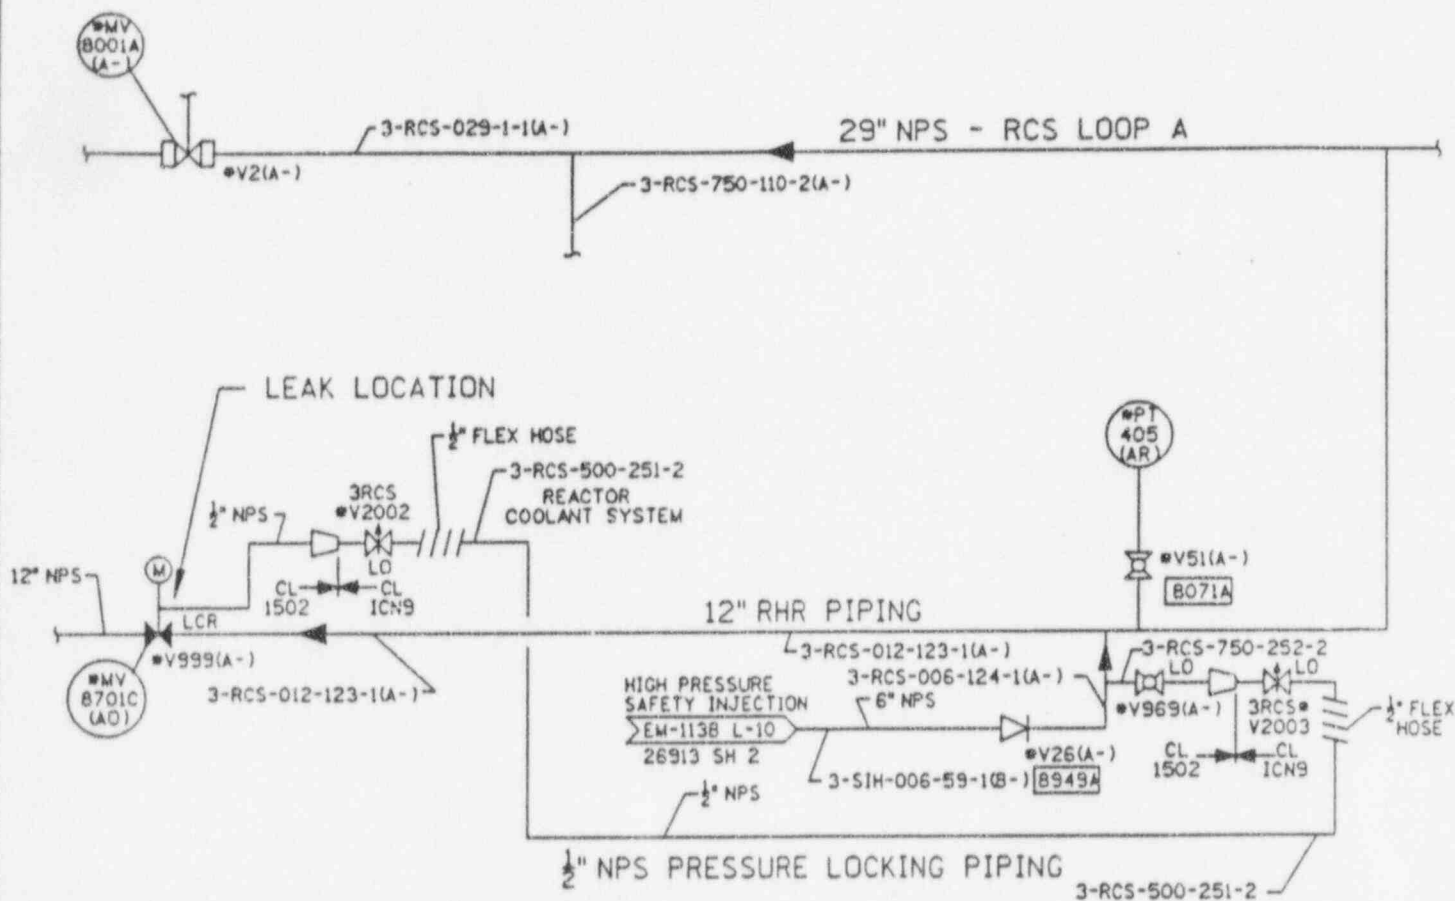 *MV
8001A
(A-)
3-RCS-029-1-1(A-)
29" NPS - RCS LOOP A
*V2(A-)
3-RCS-750-110-2(A-)
LEAK LOCATION
½" FLEX HOSE
3-RCS-500-251-2
REACTOR
COOLANT SYSTEM
3RCS
*V2002
½" NPS
LO
CL
1502
CL
ICN9
*PT
405
(AR)
*V51(A-)
8071A
12" NPS
M
LCR
12" RHR PIPING
*V999(A-)
*MV
8701C
(AO)
3-RCS-012-123-1(A-)
3-RCS-012-123-1(A-)
3-RCS-750-252-2
3-RCS-006-124-1(A-)
LO
LO
HIGH PRESSURE
SAFETY INJECTION
6" NPS
EM-113B L-10
26913 SH 2
*V969(A-)
3RCS*
V2003
½" FLEX
HOSE
*V26(A-)
8949A
CL
1502
CL
ICN9
3-SIH-006-59-1(B-)
½" NPS
½" NPS PRESSURE LOCKING PIPING
3-RCS-500-251-2